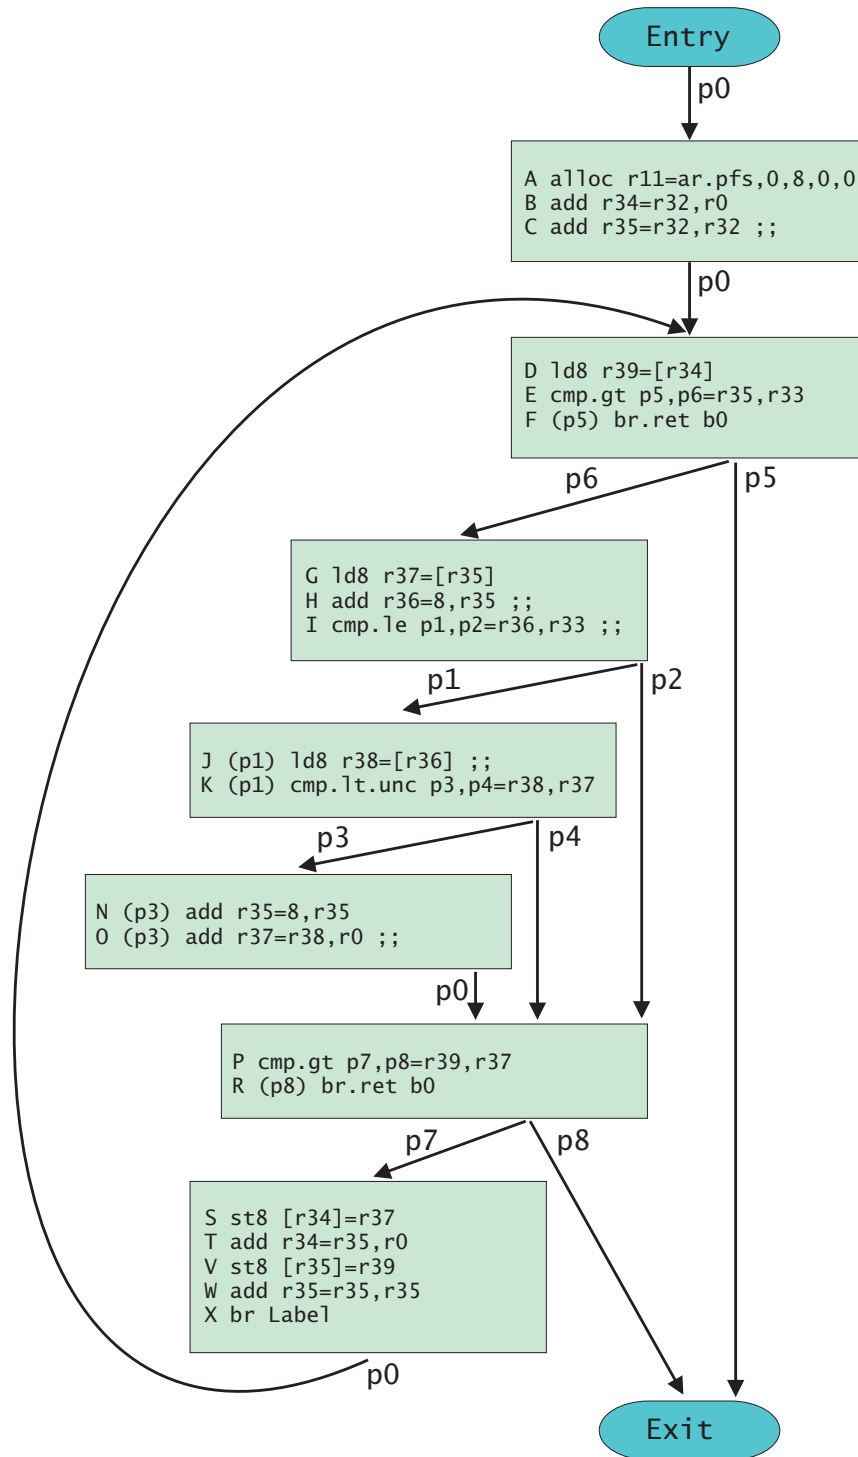 Entry
p0
A alloc r11=ar.pfs,0,8,0,0
B add r34=r32,r0
C add r35=r32,r32 ;;
p0
D ld8 r39=[r34]
E cmp.gt p5,p6=r35,r33
F (p5) br.ret b0
p6 p5
G ld8 r37=[r35]
H add r36=8,r35 ;;
I cmp.le p1,p2=r36,r33 ;;
p1 p2
J (p1) ld8 r38=[r36] ;;
K (p1) cmp.lt.unc p3,p4=r38,r37
p3 p4
N (p3) add r35=8,r35
O (p3) add r37=r38,r0 ;;
p0
P cmp.gt p7,p8=r39,r37
R (p8) br.ret b0
p7 p8
S st8 [r34]=r37
T add r34=r35,r0
V st8 [r35]=r39
W add r35=r35,r35
X br Label
p0
Exit